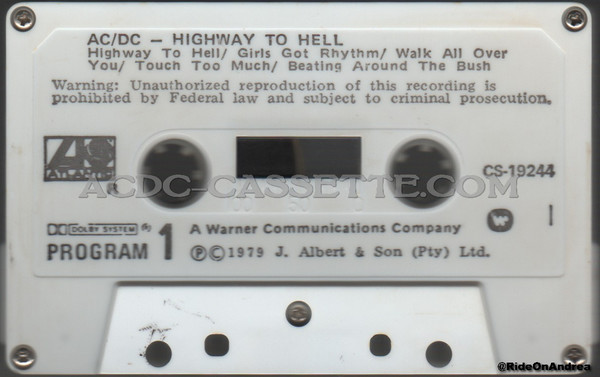 AC/DC — HIGHWAY TO HELL
Highway To Hell/ Girls Got Rhythm/ Walk All Over
You/ Touch Too Much/ Beating Around The Bush
Warning: Unauthorized reproduction of this recording is
prohibited by Federal law and subject to criminal prosecution.
ATLANTIC
R
CS-19244
ACDC-CASSETTE.COM
DOLBY SYSTEM
PROGRAM 1
A Warner Communications Company
1
Ⓟ©1979 J. Albert & Son (Pty) Ltd.
@RideOnAndrea